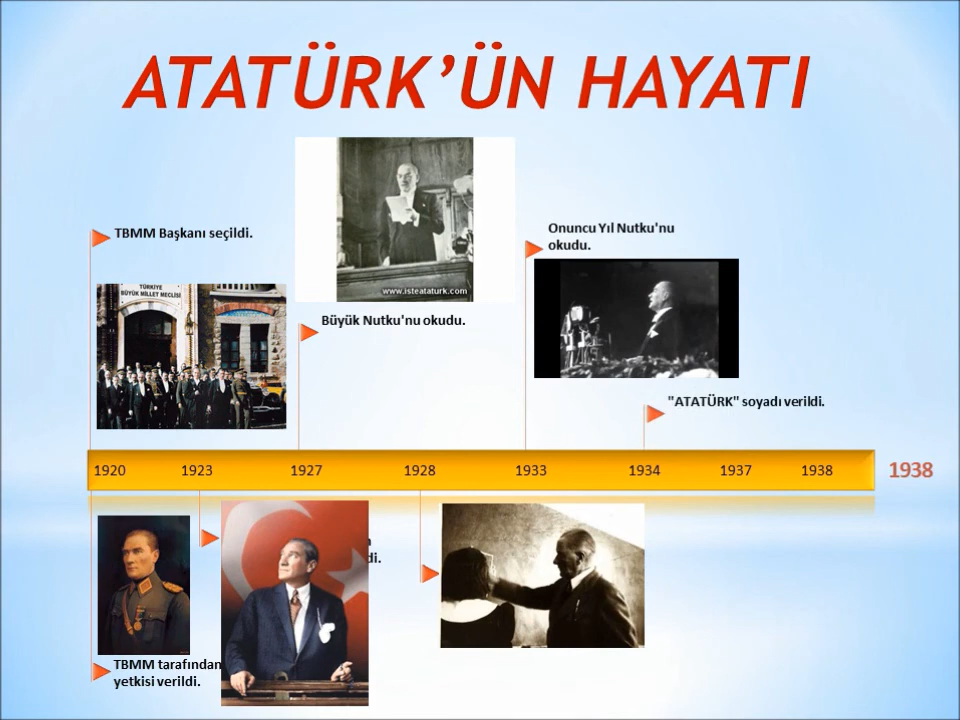 ATATÜRK’ÜN HAYATI
www.isteataturk.com
TBMM Başkanı seçildi.
Onuncu Yıl Nutku'nu
okudu.
TÜRKİYE
BÜYÜK MİLLET MECLİSİ
Büyük Nutku'nu okudu.
"ATATÜRK" soyadı verildi.
1920 1923 1927 1928 1933 1934 1937 1938 1938
TBMM tarafından
yetkisi verildi.